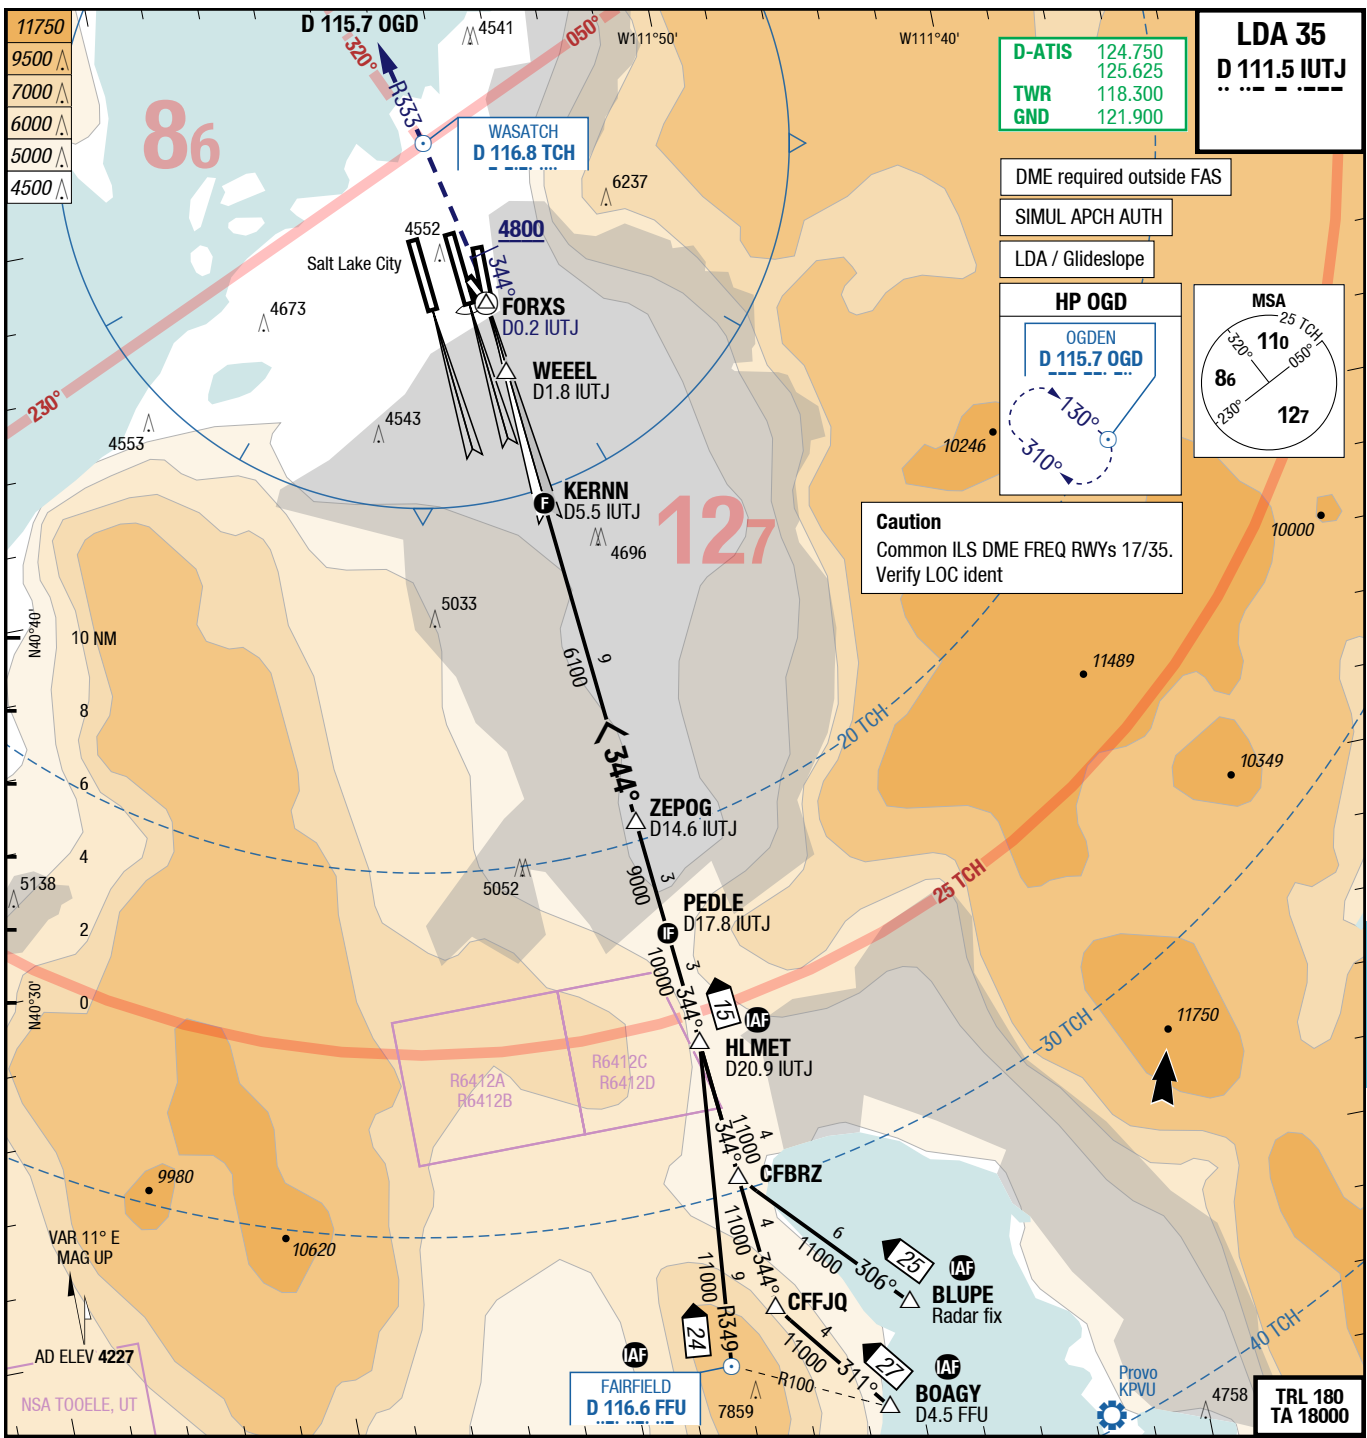 11750
9500
7000
6000
5000
4500
D 115.7 OGD
320°
R333
4541
050°
W111°50'
W111°40'
D-ATIS 124.750
125.625
TWR 118.300
GND 121.900
LDA 35
D 111.5 IUTJ
86
WASATCH
D 116.8 TCH
6237
DME required outside FAS
SIMUL APCH AUTH
LDA / Glideslope
4552
4800
Salt Lake City
344°
FORXS
D0.2 IUTJ
4673
HP OGD
OGDEN
D 115.7 OGD
130°
310°
MSA
25 TCH
320°
110
050°
86
230°
127
WEEEL
D1.8 IUTJ
230°
4553
4543
10246
KERNN
F
D5.5 IUTJ
127
4696
10000
Caution
Common ILS DME FREQ RWYs 17/35.
Verify LOC ident
5033
N40°40'
10 NM
8
6
4
2
0
N40°30'
9
6100
11489
20 TCH
10349
344°
ZEPOG
D14.6 IUTJ
5138
5052
3
9000
25 TCH
PEDLE
IF
D17.8 IUTJ
3
10000
344°
15
IAF
HLMET
D20.9 IUTJ
11750
30 TCH
R6412A
R6412B
R6412C
R6412D
4
11000
344°
CFBRZ
9980
10620
VAR 11° E
MAG UP
4
11000
344°
6
11000
306°
25
IAF
BLUPE
Radar fix
9
11000
R349
24
CFFJQ
4
11000
311°
27
IAF
BOAGY
D4.5 FFU
40 TCH
AD ELEV 4227
NSA TOOELE, UT
IAF
FAIRFIELD
D 116.6 FFU
R100
7859
Provo
KPVU
4758
TRL 180
TA 18000